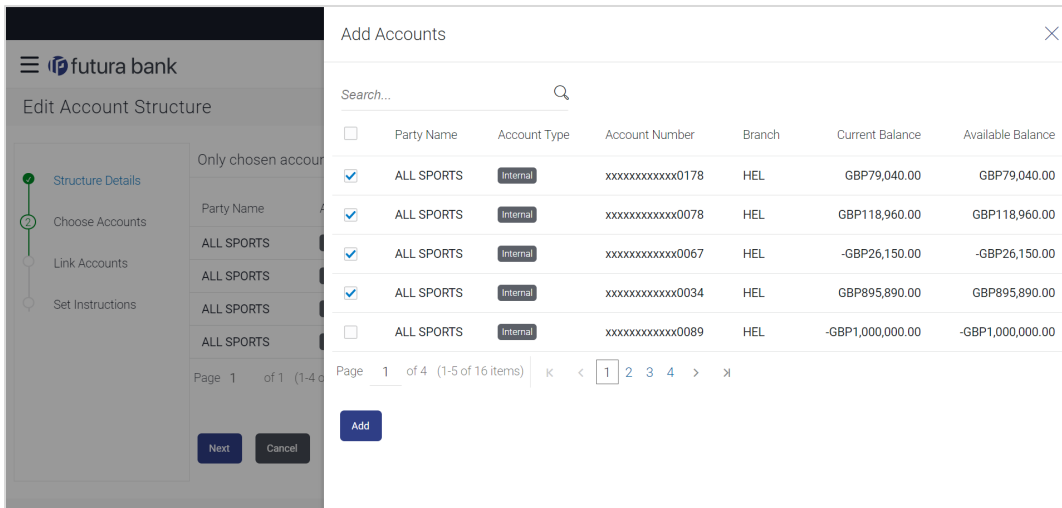 futura bank
Edit Account Structure
Structure Details
2 Choose Accounts
Link Accounts
Set Instructions
Only chosen accour
Party Name
ALL SPORTS
ALL SPORTS
ALL SPORTS
ALL SPORTS
Page 1 of 1 (1-4 o
Next Cancel
Add Accounts
Search...
Party Name Account Type Account Number Branch Current Balance Available Balance
ALL SPORTS Internal xxxxxxxxxxxx0178 HEL GBP79,040.00 GBP79,040.00
ALL SPORTS Internal xxxxxxxxxxxx0078 HEL GBP118,960.00 GBP118,960.00
ALL SPORTS Internal xxxxxxxxxxxx0067 HEL -GBP26,150.00 -GBP26,150.00
ALL SPORTS Internal xxxxxxxxxxxx0034 HEL GBP895,890.00 GBP895,890.00
ALL SPORTS Internal xxxxxxxxxxxx0089 HEL -GBP1,000,000.00 -GBP1,000,000.00
Page 1 of 4 (1-5 of 16 items) 1 2 3 4
Add